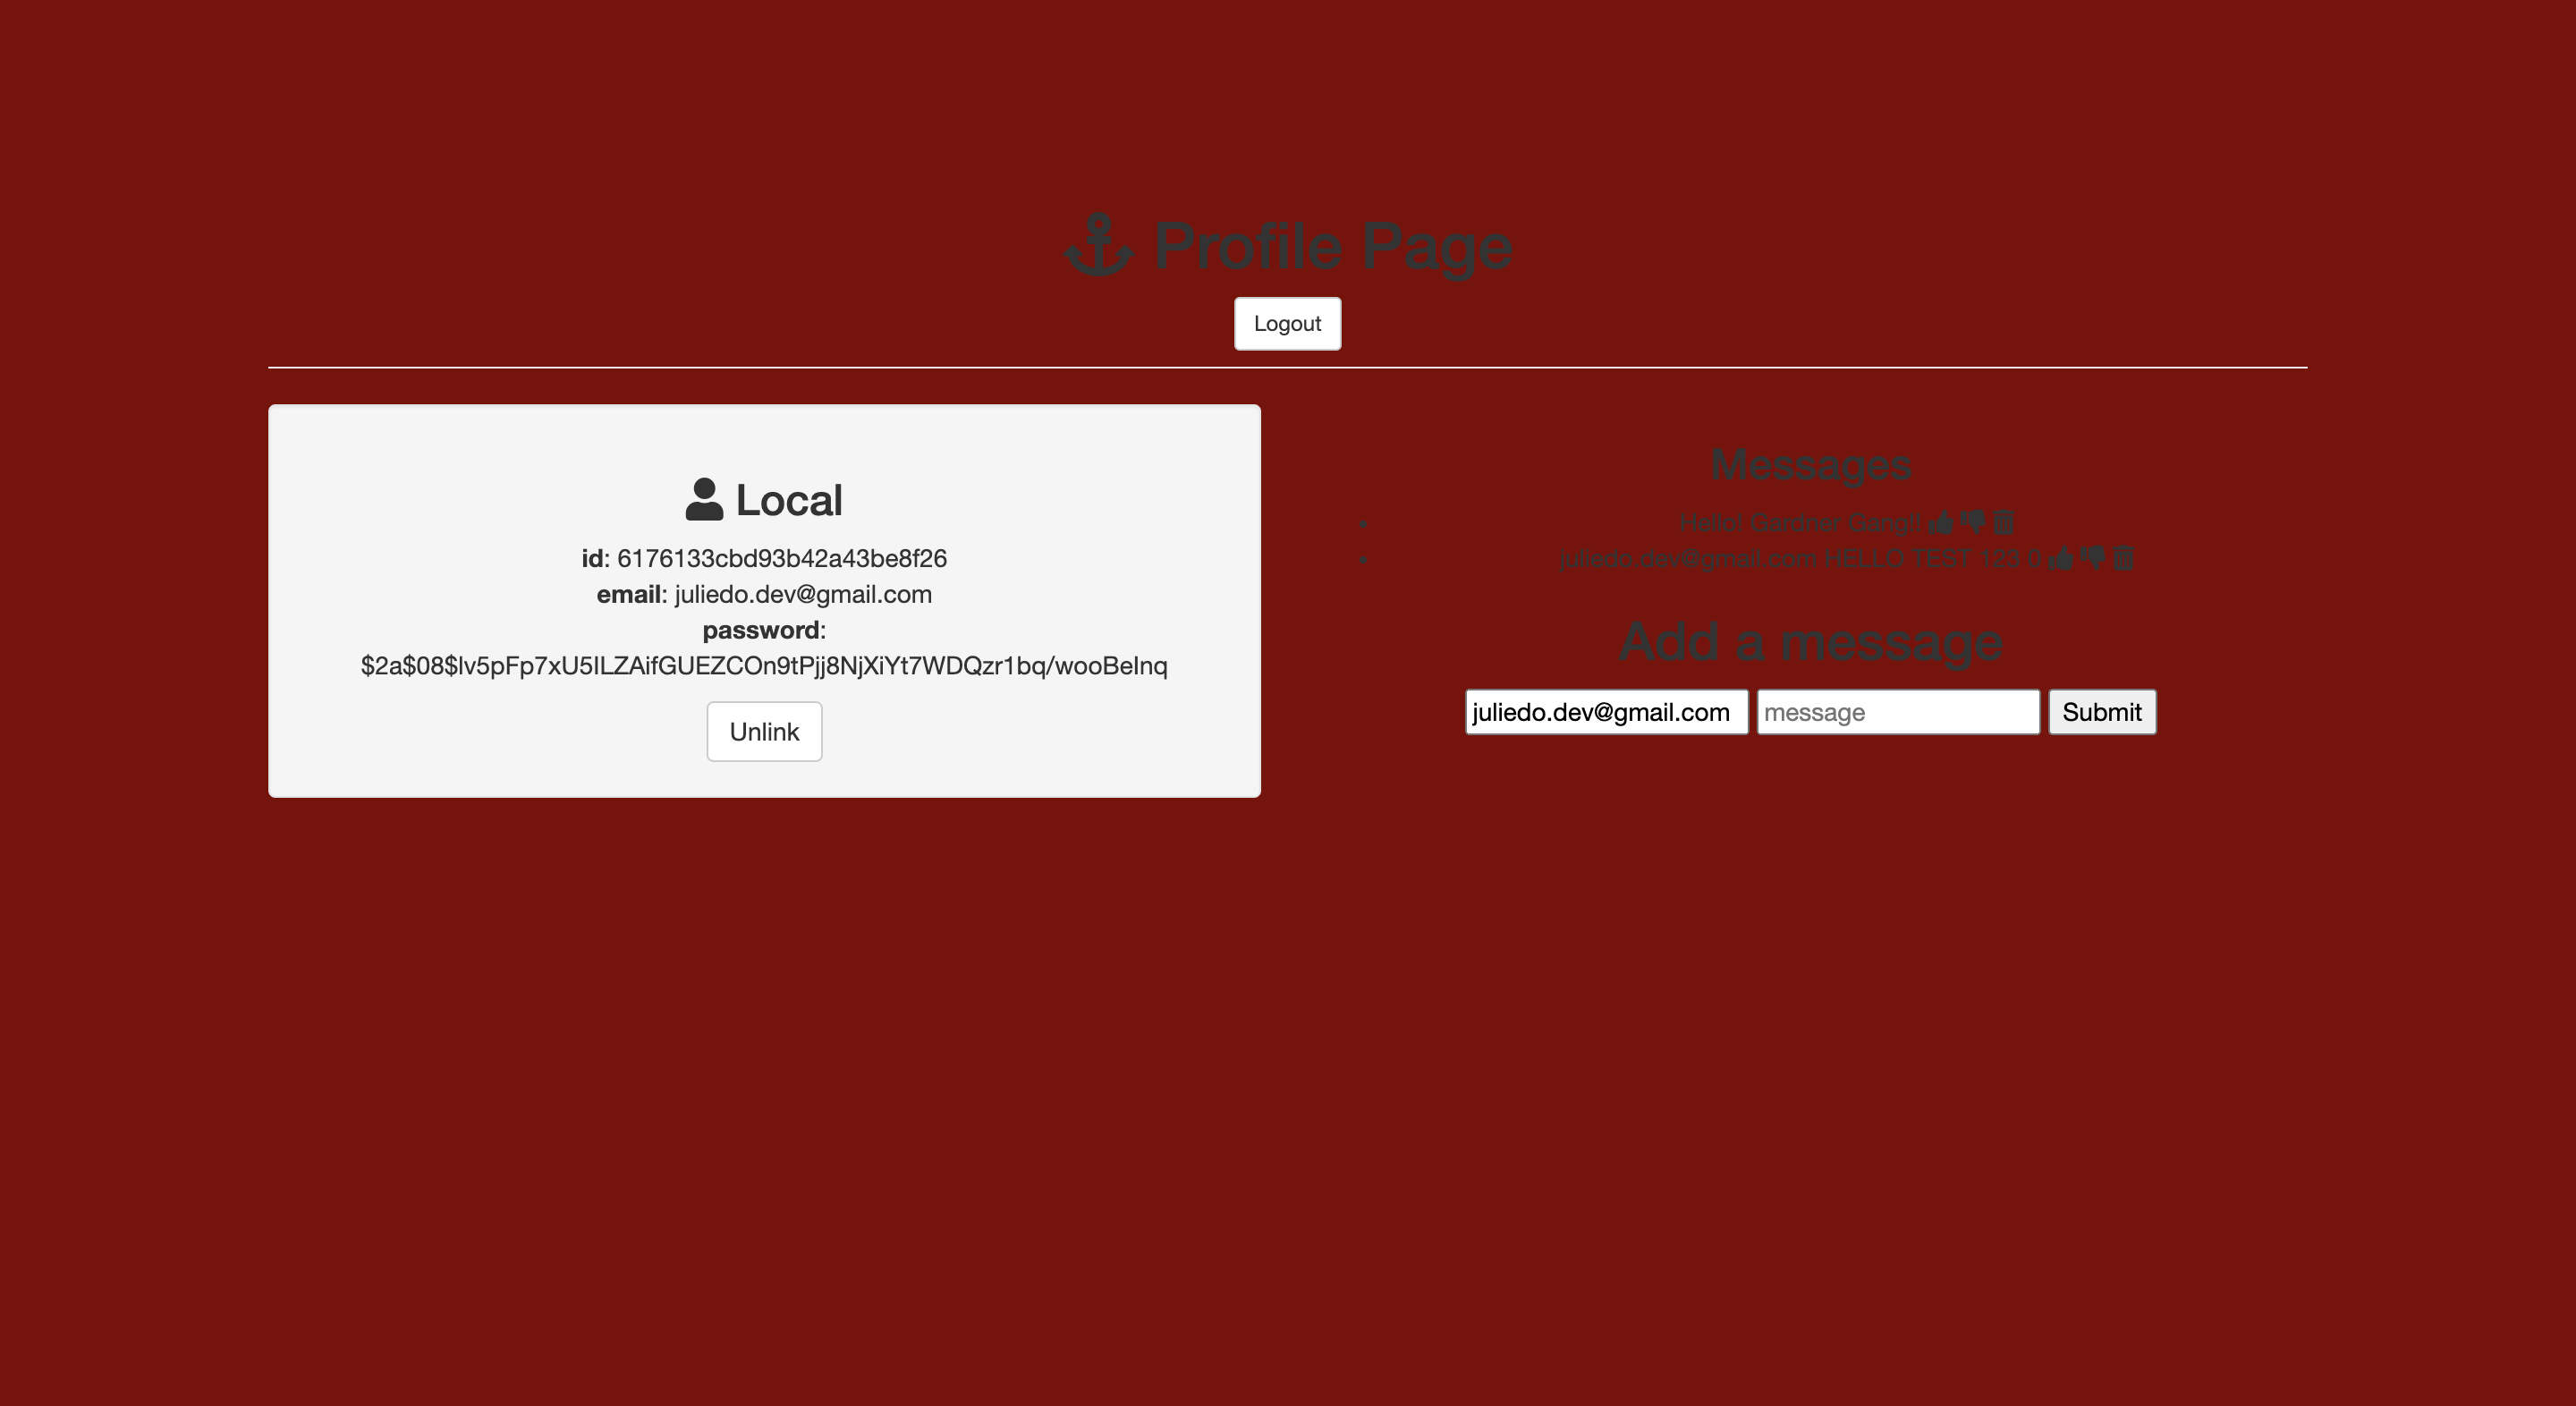 Profile Page
Logout
Local
id: 6176133cbd93b42a43be8f26
email: juliedo.dev@gmail.com
password:
$2a$08$lv5pFp7xU5ILZAifGUEZCOn9tPjj8NjXiYt7WDQzr1bq/wooBeInq
Unlink
Messages
Hello! Gardner Gang!!
juliedo.dev@gmail.com HELLO TEST 123 0
Add a message
juliedo.dev@gmail.com message Submit